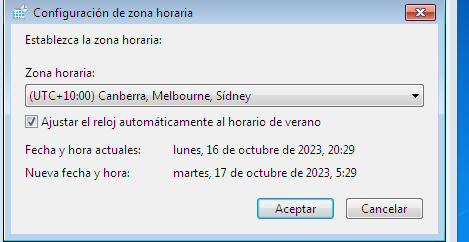 Configuración de zona horaria
Establezca la zona horaria:
Zona horaria:
(UTC+10:00) Canberra, Melbourne, Sídney
Ajustar el reloj automáticamente al horario de verano
Fecha y hora actuales: lunes, 16 de octubre de 2023, 20:29
Nueva fecha y hora: martes, 17 de octubre de 2023, 5:29
Aceptar Cancelar